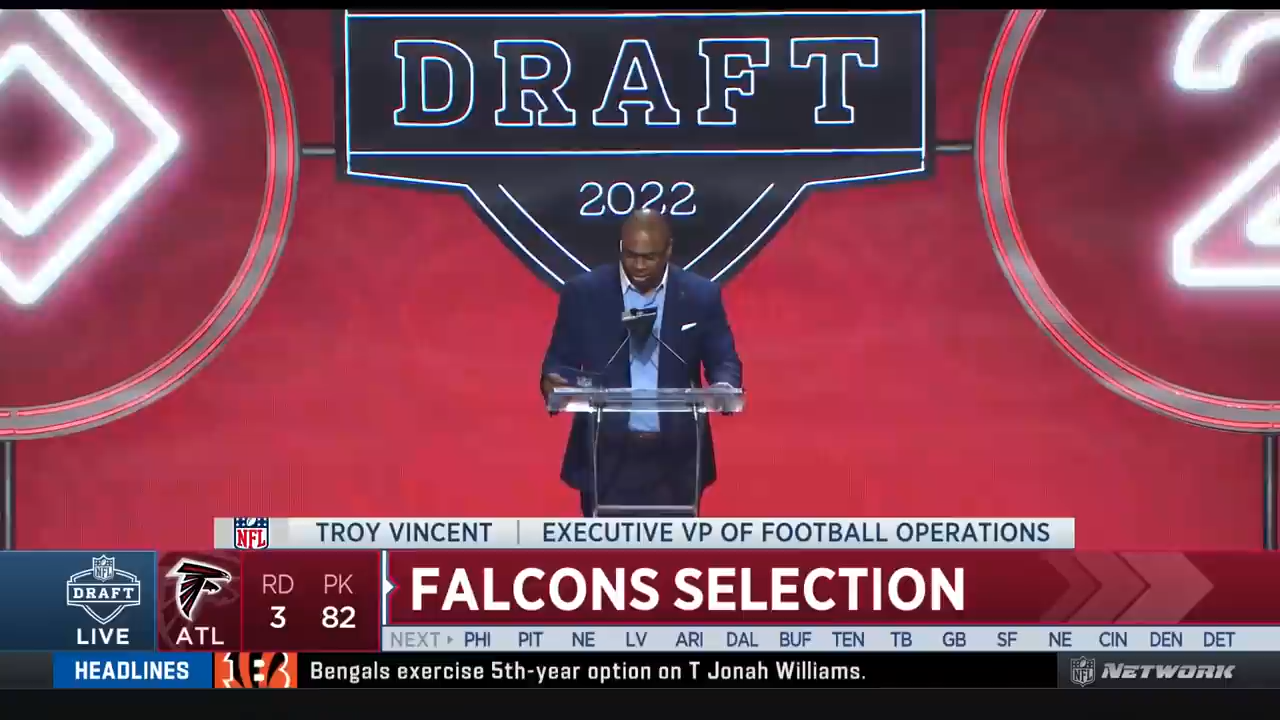 DRAFT
2022
2
NFL
TROY VINCENT | EXECUTIVE VP OF FOOTBALL OPERATIONS
NFL
DRAFT
LIVE
ATL
RD PK
3 82
FALCONS SELECTION
NEXT PHI PIT NE LV ARI DAL BUF TEN TB GB SF NE CIN DEN DET
HEADLINES
Bengals exercise 5th-year option on T Jonah Williams.
NFL NETWORK